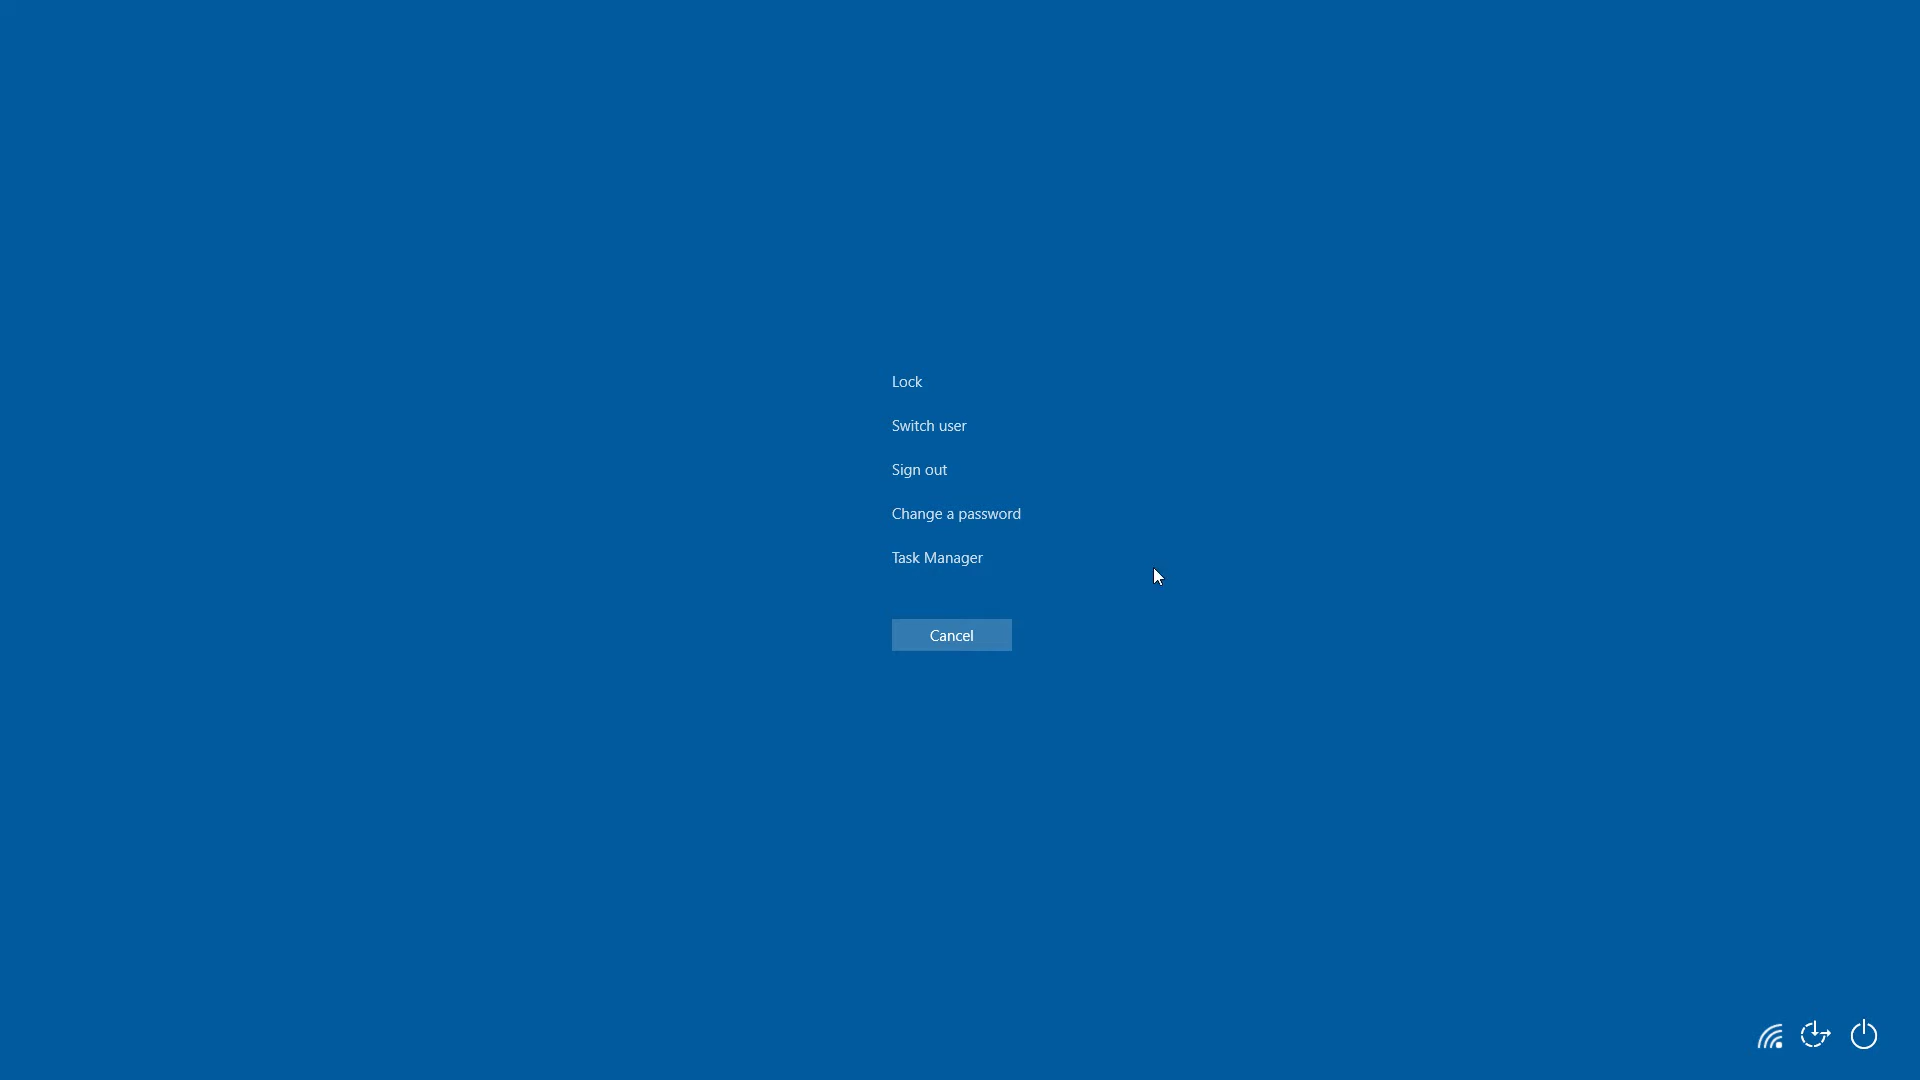 Lock
Switch user
Sign out
Change a password
Task Manager
Cancel